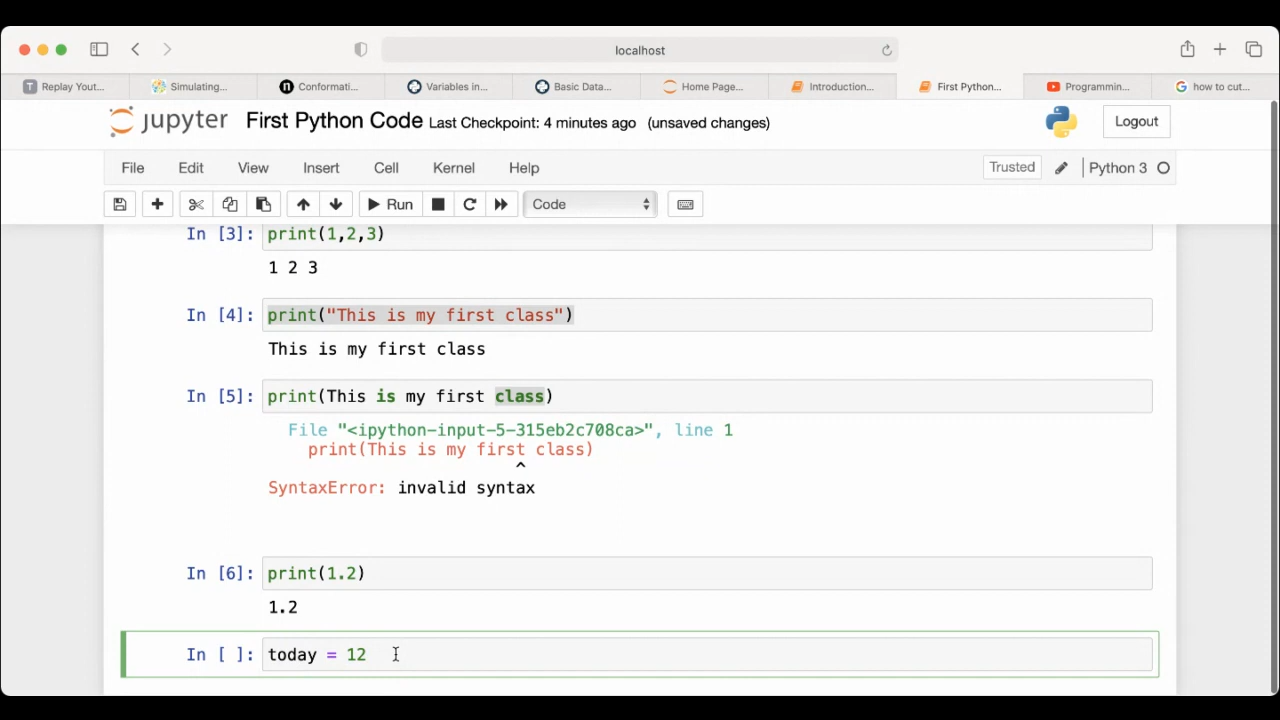 localhost
Replay Yout... Simulating... Conformati... Variables in... Basic Data... Home Page... Introduction... First Python... Programmin... how to cut...
jupyter First Python Code Last Checkpoint: 4 minutes ago (unsaved changes) Logout
File Edit View Insert Cell Kernel Help Trusted Python 3
Run Code
In [3]: print(1,2,3)
1 2 3
In [4]: print("This is my first class")
This is my first class
In [5]: print(This is my first class)
File "<ipython-input-5-315eb2c708ca>", line 1
print(This is my first class)
^
SyntaxError: invalid syntax
In [6]: print(1.2)
1.2
In [ ]: today = 12